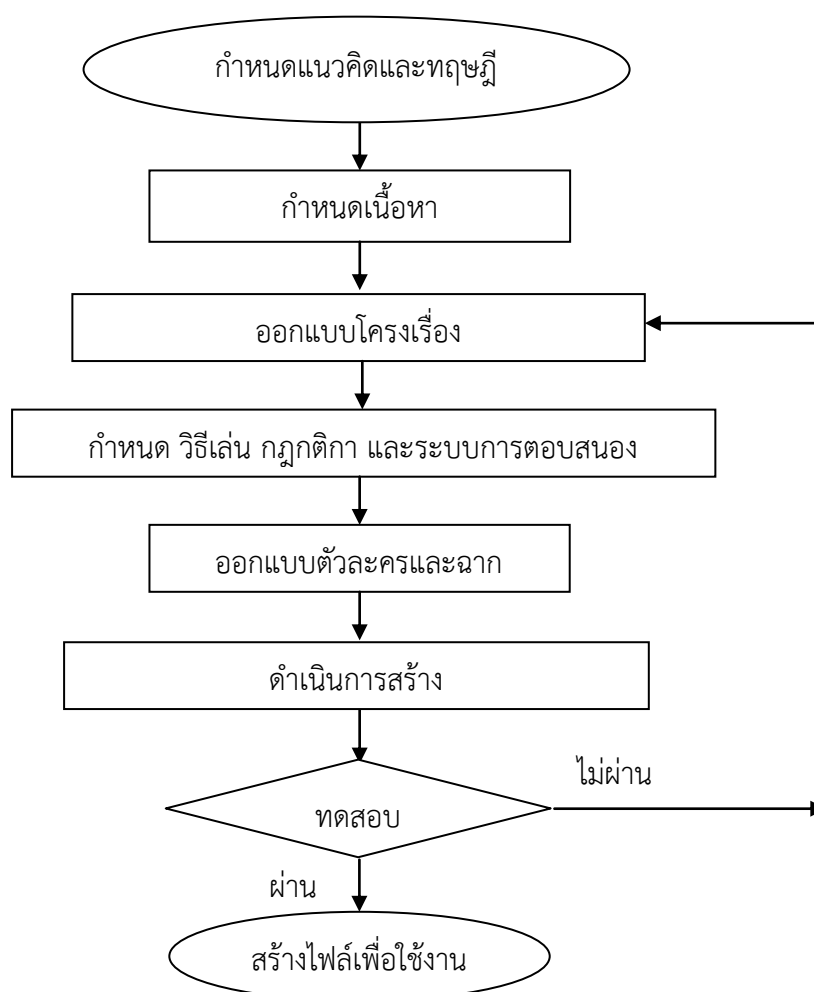 กำหนดแนวคิดและทฤษฎี
กำหนดเนื้อหา
ออกแบบโครงเรื่อง
กำหนด วิธีเล่น กฎกติกา และระบบการตอบสนอง
ออกแบบตัวละครและฉาก
ดำเนินการสร้าง
ไม่ผ่าน
ทดสอบ
ผ่าน
สร้างไฟล์เพื่อใช้งาน